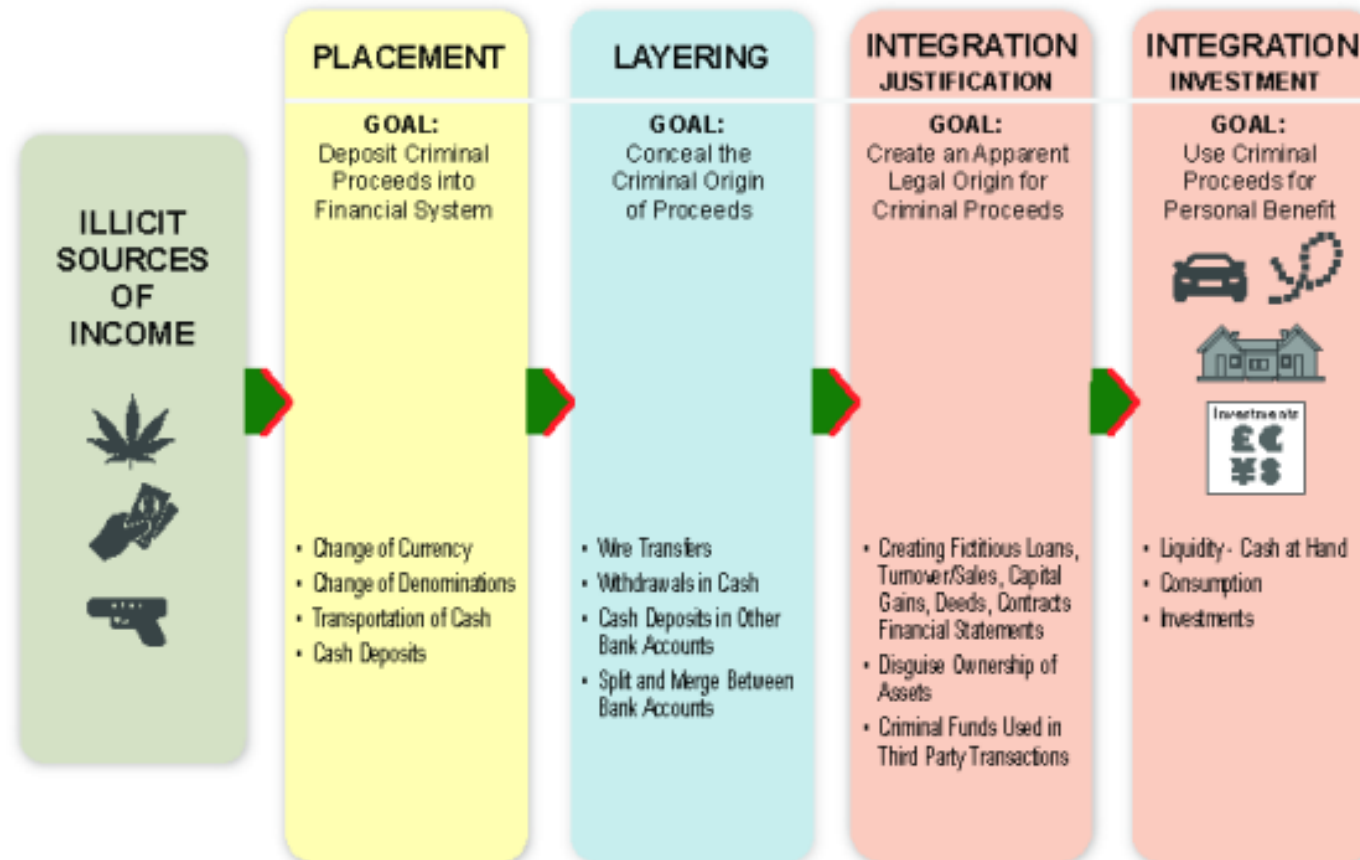 ILLICIT
SOURCES
OF
INCOME
PLACEMENT
GOAL:
Deposit Criminal
Proceeds into
Financial System
• Change of Currency
• Change of Denominations
• Transportation of Cash
• Cash Deposits
LAYERING
GOAL:
Conceal the
Criminal Origin
of Proceeds
• Wire Transfers
• Withdrawals in Cash
• Cash Deposits in Other
Bank Accounts
• Split and Merge Between
Bank Accounts
INTEGRATION
JUSTIFICATION
GOAL:
Create an Apparent
Legal Origin for
Criminal Proceeds
• Creating Fictitious Loans,
Turnover/Sales, Capital
Gains, Deeds, Contracts
Financial Statements
• Disguise Ownership of
Assets
• Criminal Funds Used in
Third Party Transactions
INTEGRATION
INVESTMENT
GOAL:
Use Criminal
Proceeds for
Personal Benefit
Investments
£ €
¥ $
• Liquidity - Cash at Hand
• Consumption
• Investments